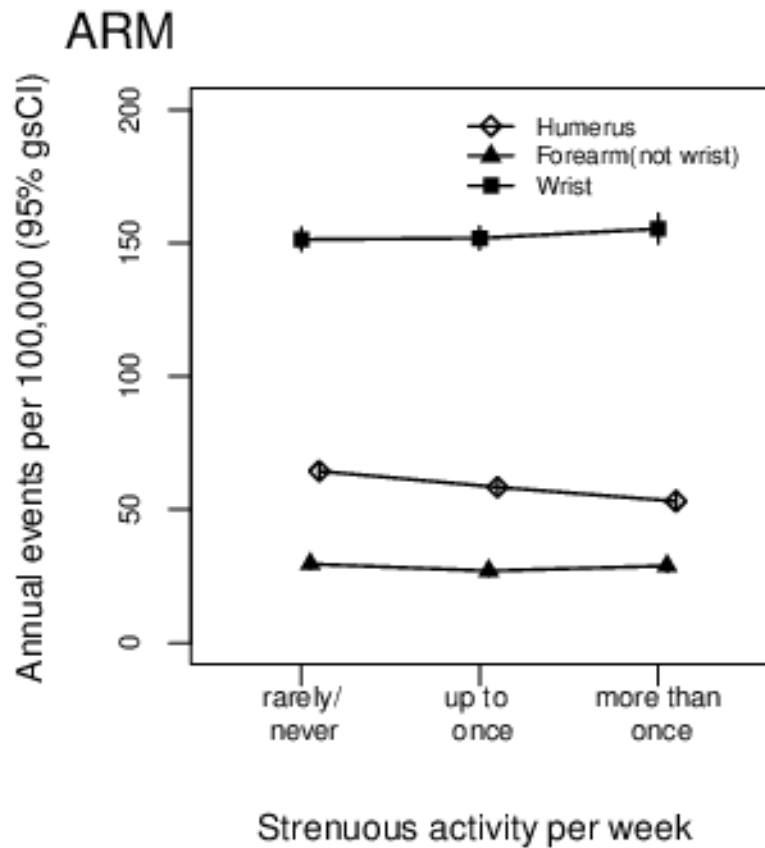 ARM
Annual events per 100,000 (95% gsCI)
200
150
100
50
0
Humerus
Forearm(not wrist)
Wrist
rarely/
never
up to
once
more than
once
Strenuous activity per week